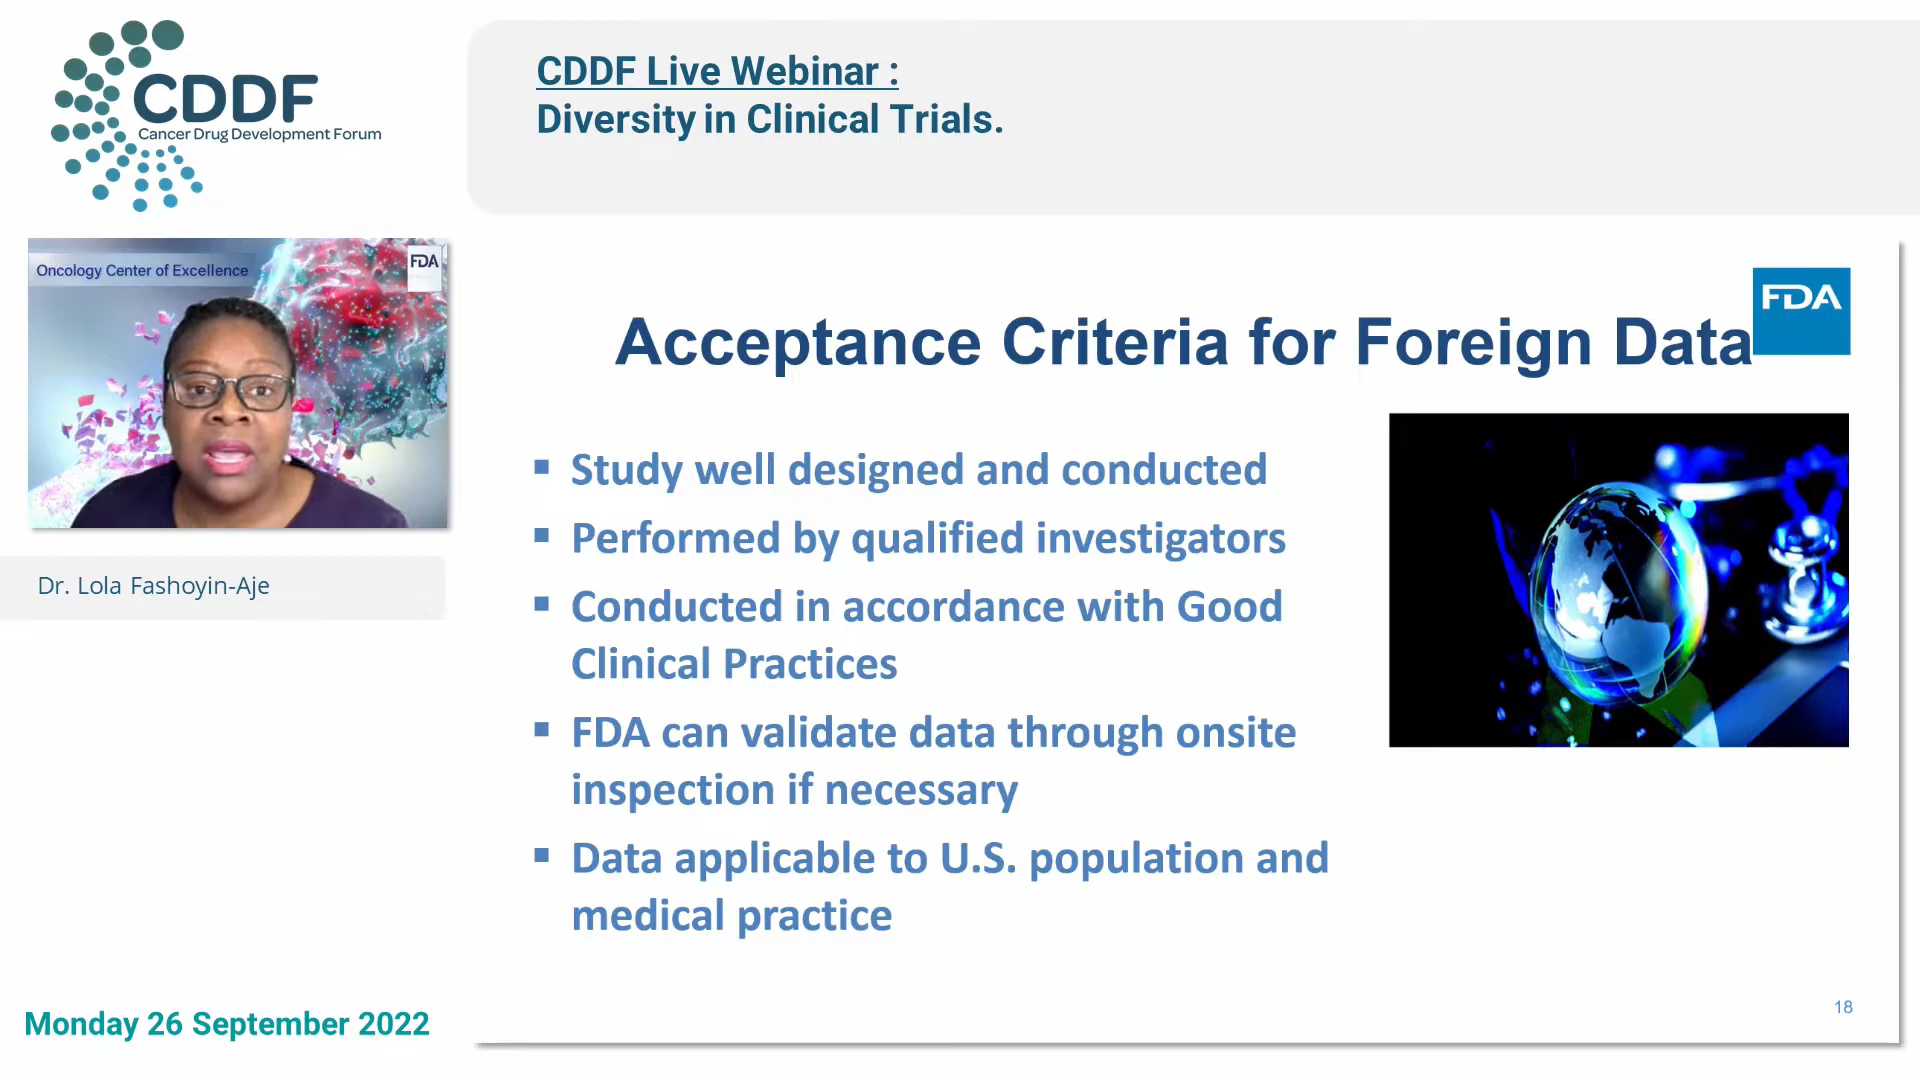 CDDF
Cancer Drug Development Forum
CDDF Live Webinar :
Diversity in Clinical Trials.
Oncology Center of Excellence
FDA
Dr. Lola Fashoyin-Aje
FDA
Acceptance Criteria for Foreign Data
▪ Study well designed and conducted
▪ Performed by qualified investigators
▪ Conducted in accordance with Good
Clinical Practices
▪ FDA can validate data through onsite
inspection if necessary
▪ Data applicable to U.S. population and
medical practice
Monday 26 September 2022
18